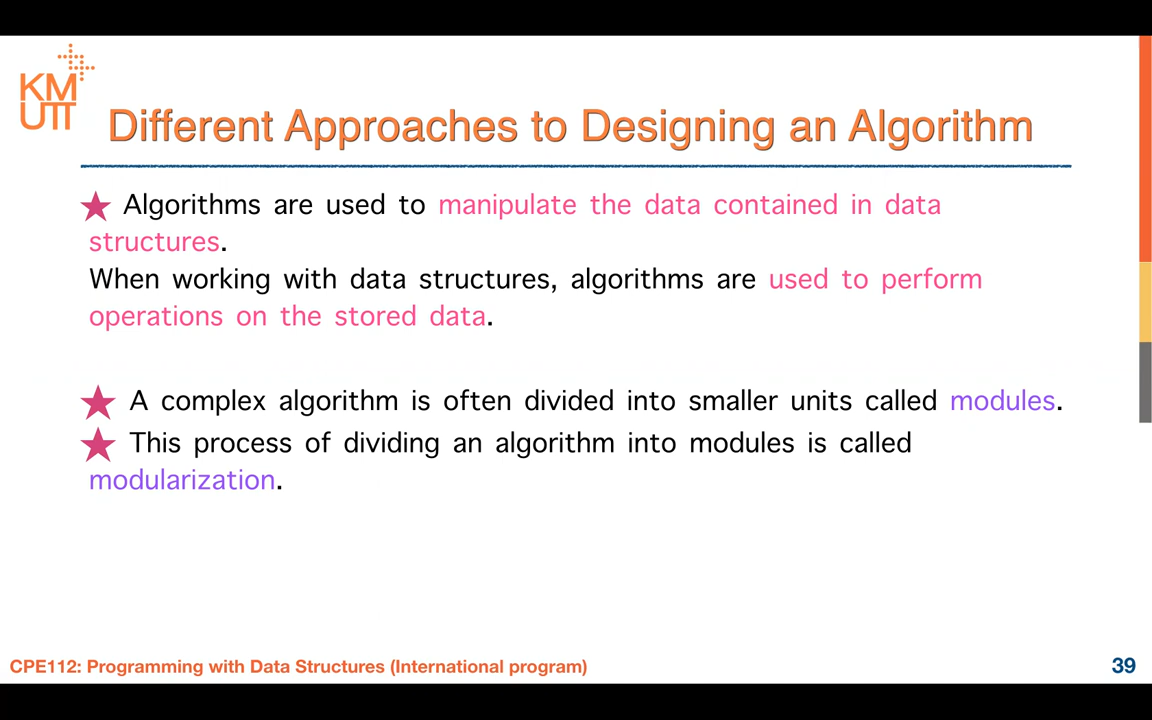 KM
UTT
Different Approaches to Designing an Algorithm
★ Algorithms are used to manipulate the data contained in data
structures.
When working with data structures, algorithms are used to perform
operations on the stored data.
★ A complex algorithm is often divided into smaller units called modules.
★ This process of dividing an algorithm into modules is called
modularization.
CPE112: Programming with Data Structures (International program)
39